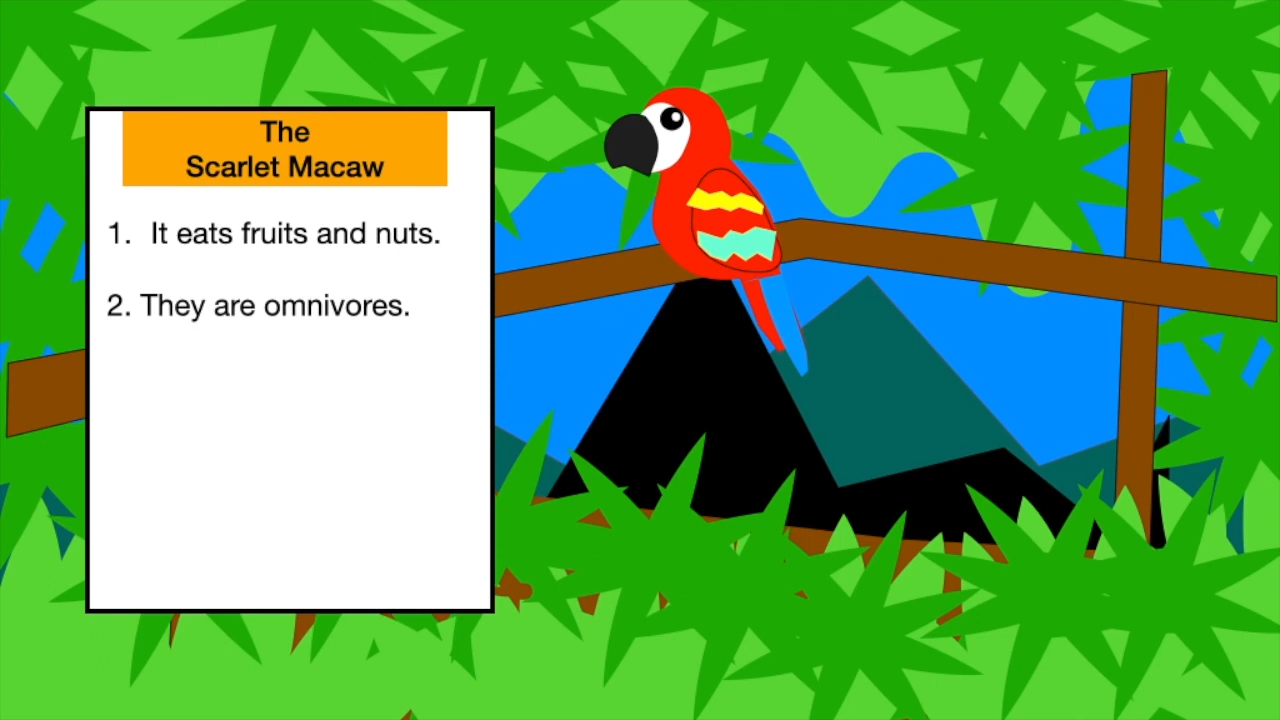 The
Scarlet Macaw
1. It eats fruits and nuts.
2. They are omnivores.